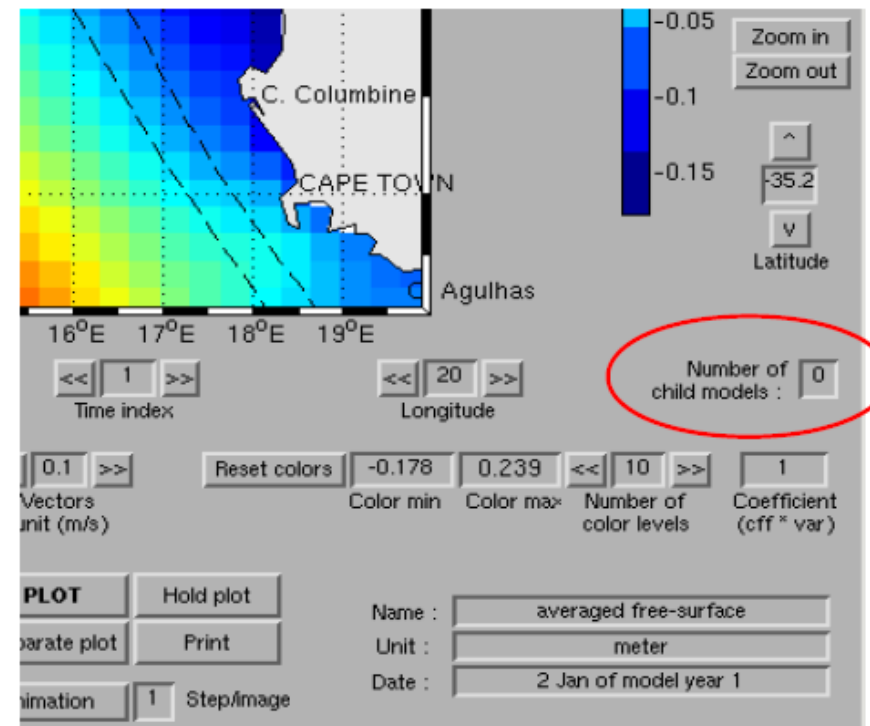 -0.05
Zoom in
Zoom out
C. Columbine
-0.1
^
CAPE TOWN
-0.15
-35.2
v
Latitude
Agulhas
16°E 17°E 18°E 19°E
<< 1 >>
Time index
<< 20 >>
Longitude
Number of
child models : 0
0.1 >>
Vectors
unit (m/s)
Reset colors
-0.178
Color min
0.239
Color max
<< 10 >>
Number of
color levels
1
Coefficient
(cff * var)
PLOT
Hold plot
parate plot
Print
nimation
1 Step/image
Name : averaged free-surface
Unit : meter
Date : 2 Jan of model year 1